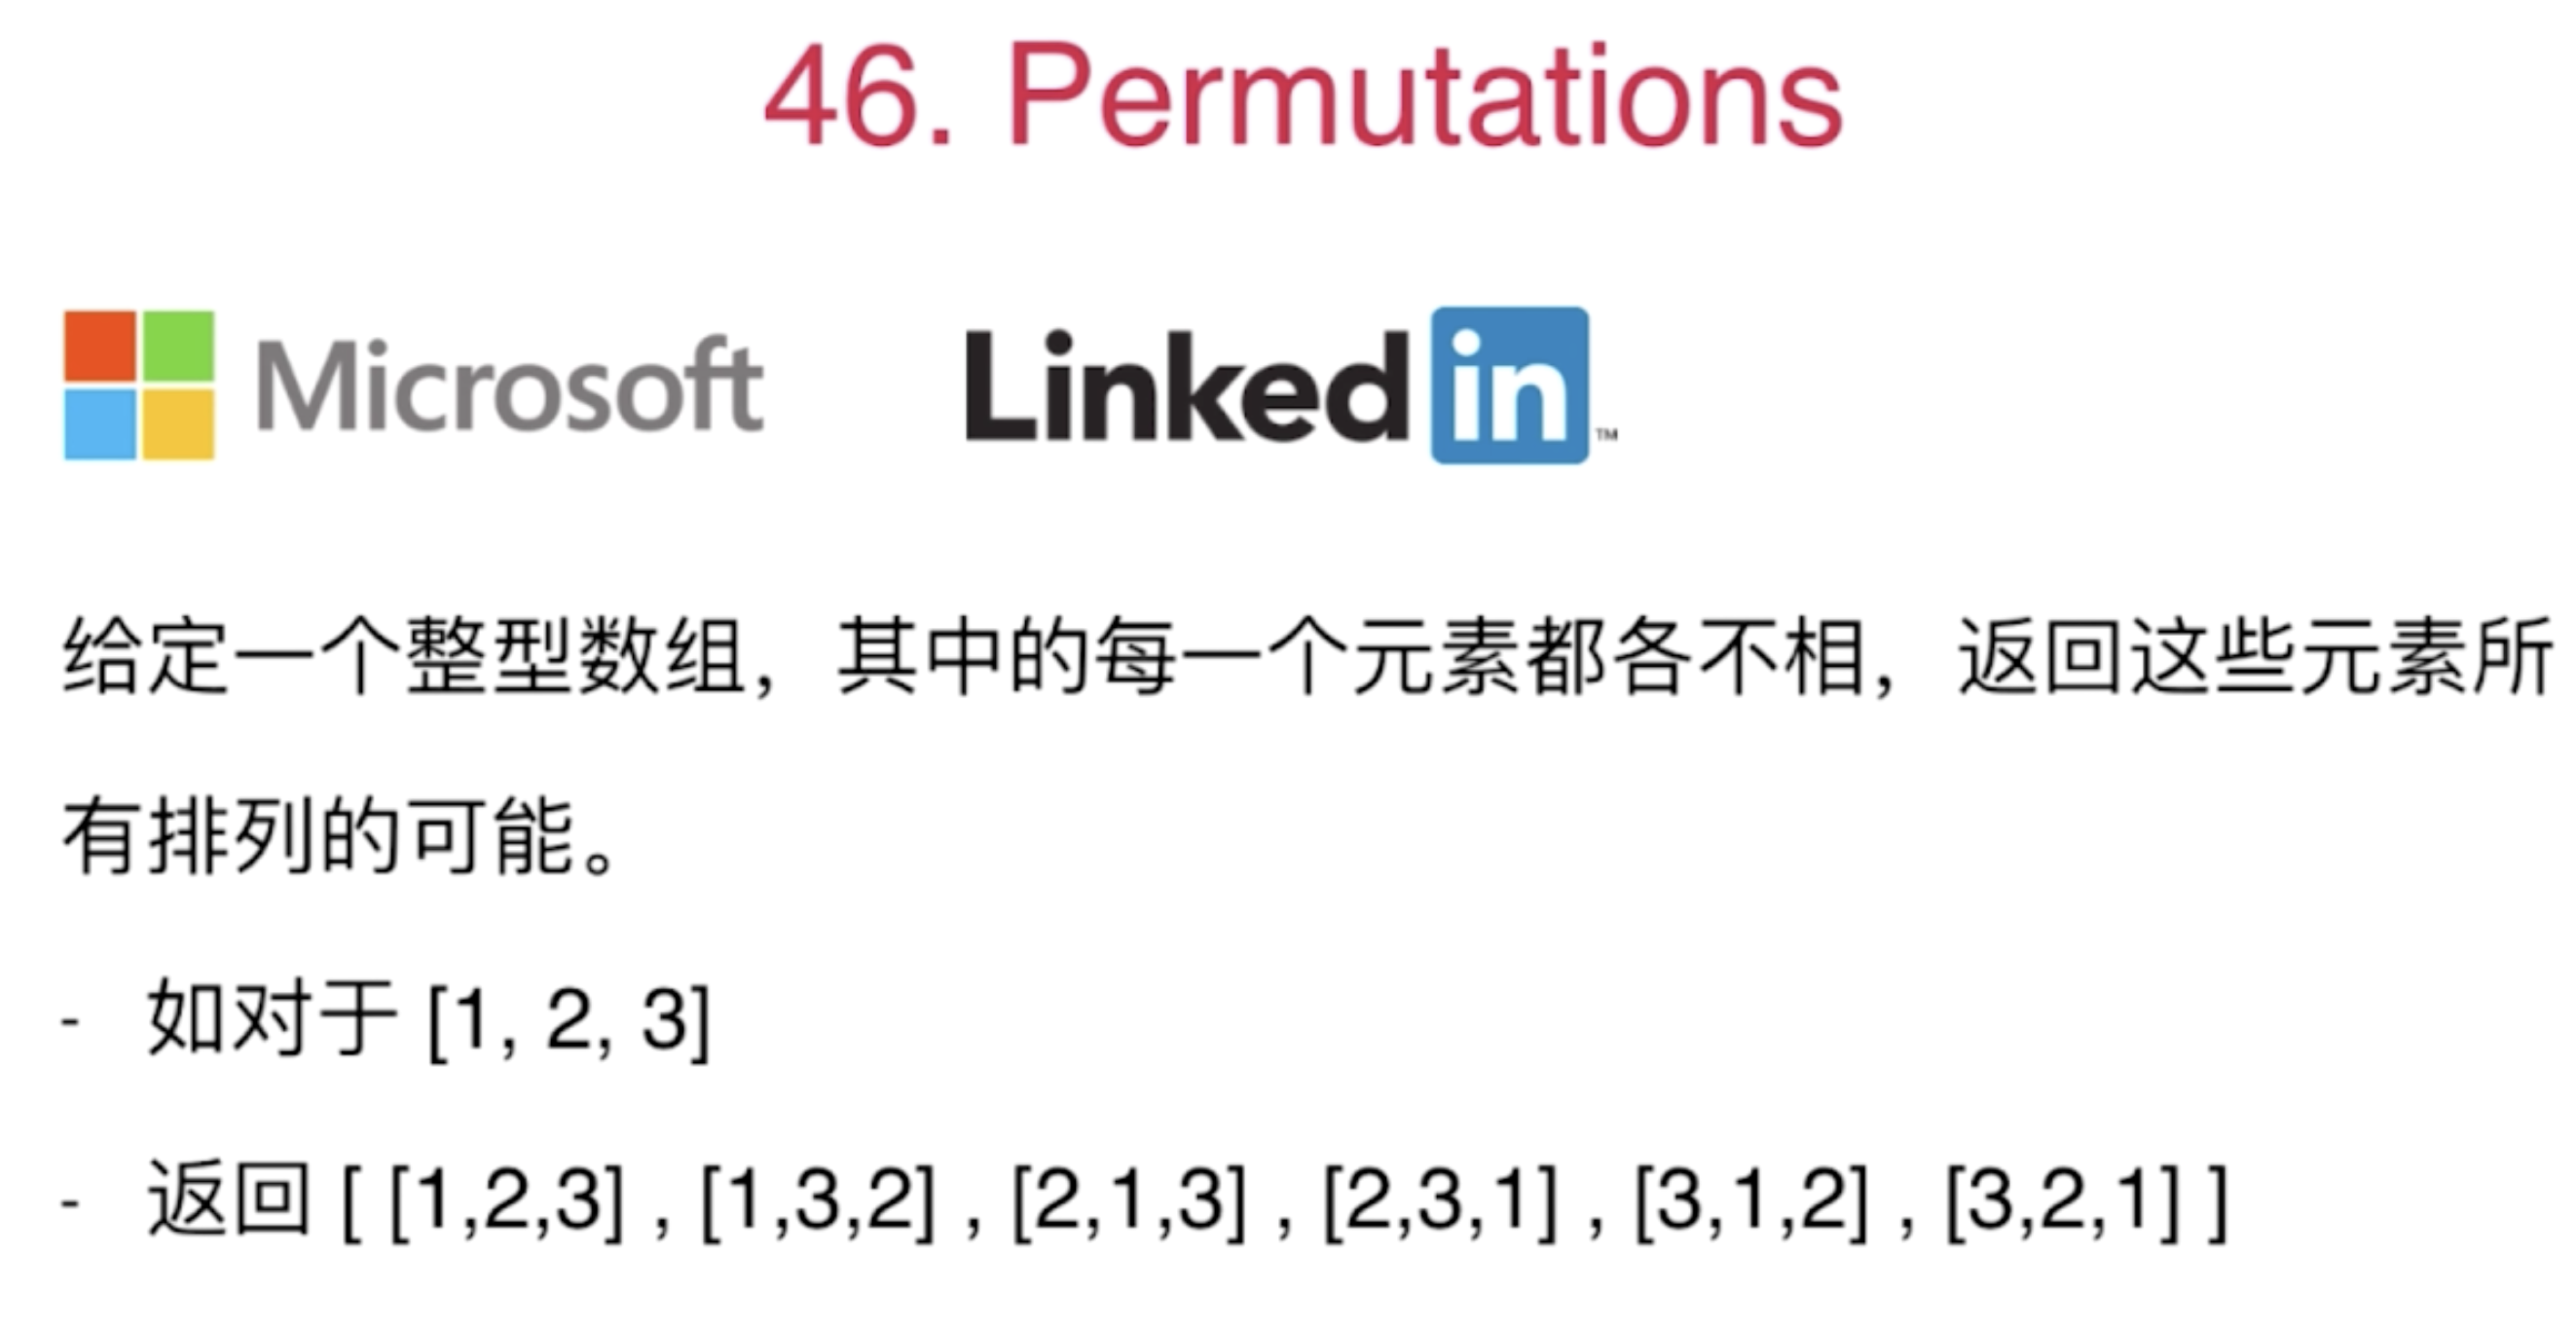 46. Permutations
Microsoft
Linkedin™
给定一个整型数组，其中的每一个元素都各不相，返回这些元素所
有排列的可能。
- 如对于 [1, 2, 3]
- 返回 [ [1,2,3] , [1,3,2] , [2,1,3] , [2,3,1] , [3,1,2] , [3,2,1] ]